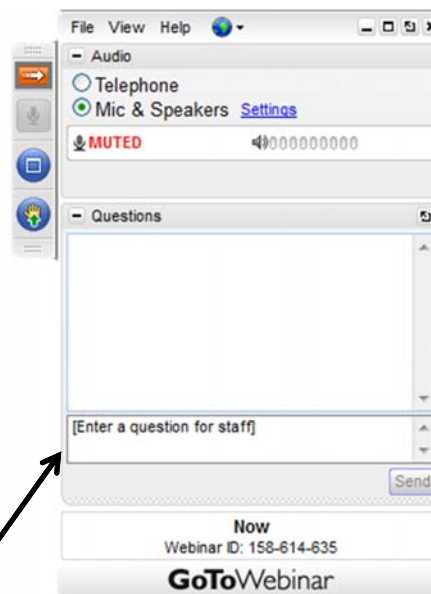 File View Help
Audio
Telephone
Mic & Speakers Settings
MUTED
Questions
[Enter a question for staff]
Send
Now
Webinar ID: 158-614-635
GoToWebinar